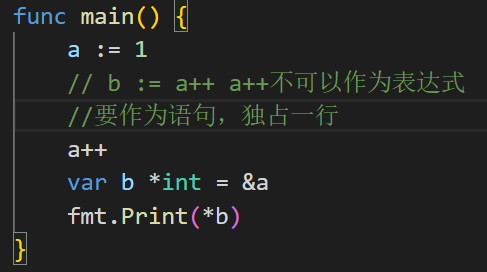 func main() {
    a := 1
    // b := a++ a++不可以作为表达式
    //要作为语句，独占一行
    a++
    var b *int = &a
    fmt.Print(*b)
}